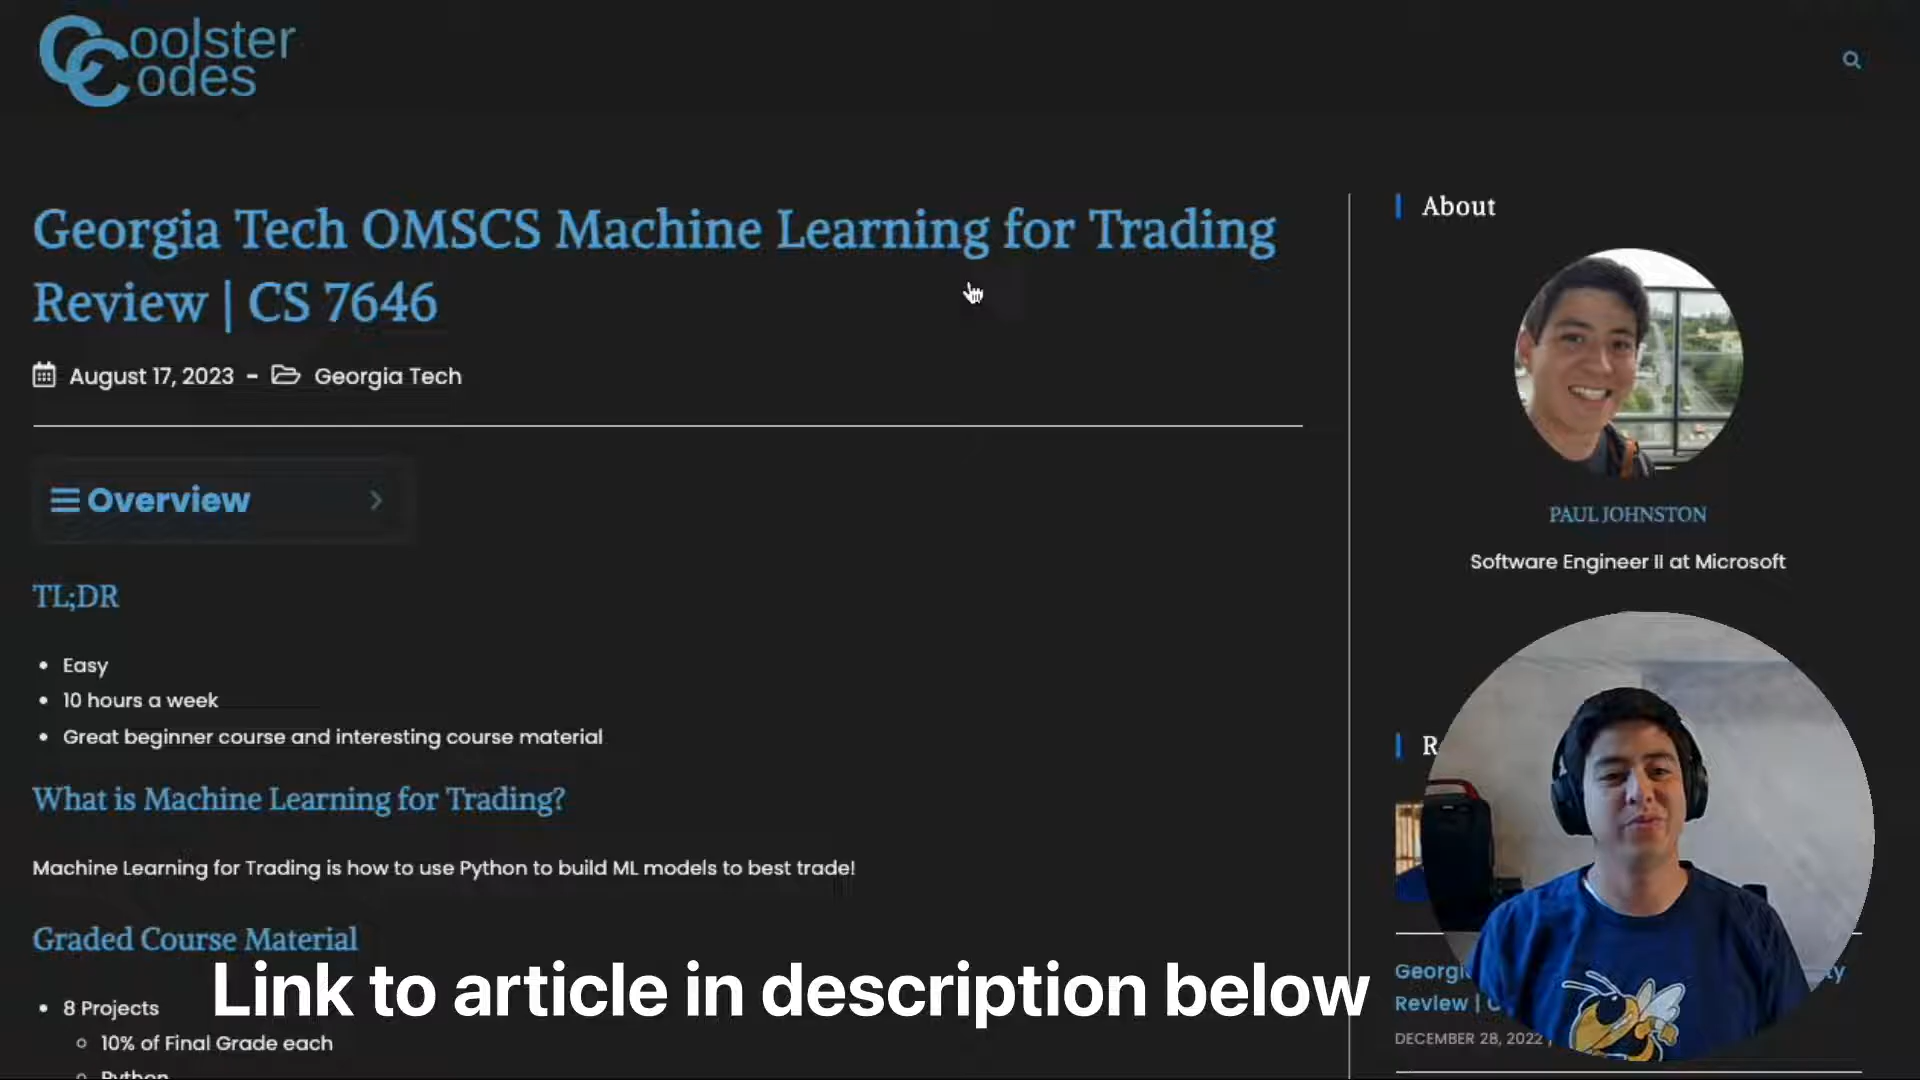 Coolster
Codes
Georgia Tech OMSCS Machine Learning for Trading
Review | CS 7646
August 17, 2023 - Georgia Tech
Overview
TL;DR
Easy
10 hours a week
Great beginner course and interesting course material
What is Machine Learning for Trading?
Machine Learning for Trading is how to use Python to build ML models to best trade!
Graded Course Material
8 Projects
10% of Final Grade each
Python
Link to article in description below
About
PAUL JOHNSTON
Software Engineer II at Microsoft
Review |
DECEMBER 28, 2022